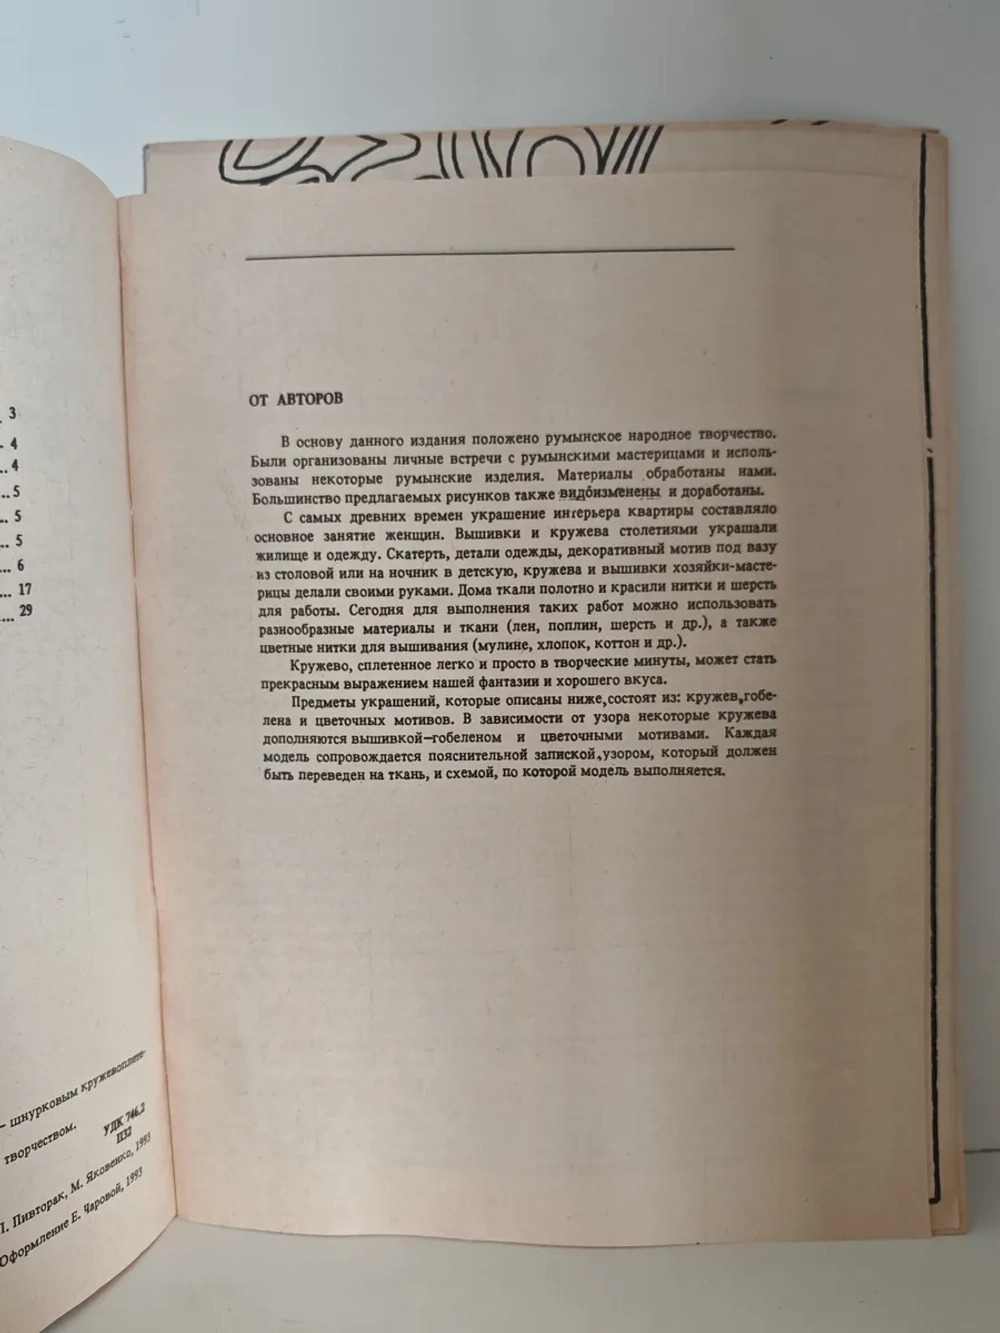 . 3
. 4
.. 4
... 5
... 5
... 5
... 6
... 17
.... 29
– шнурковым кружевоплете-
творчеством.
УДК 746.2
П32
Пивторак, М. Яковенко, 1993
Оформление Е. Чаровой, 1993
ОТ АВТОРОВ
В основу данного издания положено румынское народное творчество.
Были организованы личные встречи с румынскими мастерицами и исполь-
зованы некоторые румынские изделия. Материалы обработаны нами.
Большинство предлагаемых рисунков также видоизменены и доработаны.
С самых древних времен украшение интерьера квартиры составляло
основное занятие женщин. Вышивки и кружева столетиями украшали
жилище и одежду. Скатерть, детали одежды, декоративный мотив под вазу
из столовой или на ночник в детскую, кружева и вышивки хозяйки-масте-
рицы делали своими руками. Дома ткали полотно и красили нитки и шерсть
для работы. Сегодня для выполнения таких работ можно использовать
разнообразные материалы и ткани (лен, поплин, шерсть и др.), а также
цветные нитки для вышивания (мулине, хлопок, коттон и др.).
Кружево, сплетенное легко и просто в творческие минуты, может стать
прекрасным выражением нашей фантазии и хорошего вкуса.
Предметы украшений, которые описаны ниже, состоят из: кружев, гобе-
лена и цветочных мотивов. В зависимости от узора некоторые кружева
дополняются вышивкой–гобеленом и цветочными мотивами. Каждая
модель сопровождается пояснительной запиской, узором, который должен
быть переведен на ткань, и схемой, по которой модель выполняется.